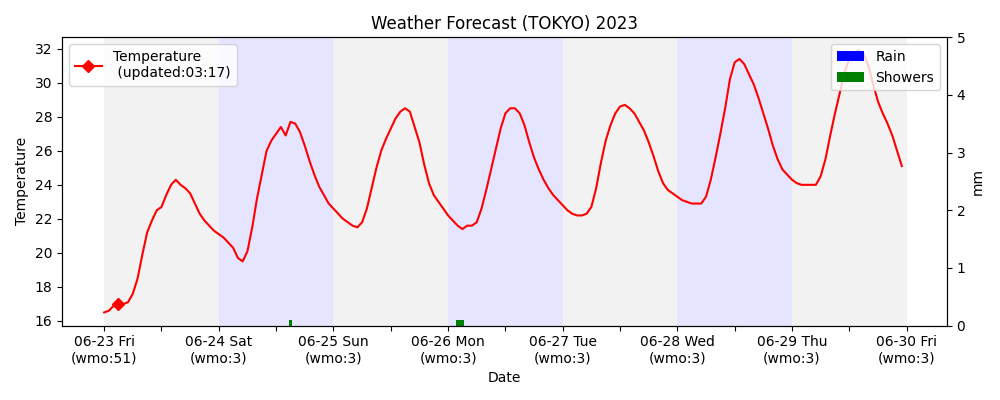 Weather Forecast (TOKYO) 2023
Temperature
(updated:03:17)
Rain
Showers
Temperature
32
30
28
26
24
22
20
18
16
5
4
3
2
1
0
mm
06-23 Fri
(wmo:51)
06-24 Sat
(wmo:3)
06-25 Sun
(wmo:3)
06-26 Mon
(wmo:3)
06-27 Tue
(wmo:3)
06-28 Wed
(wmo:3)
06-29 Thu
(wmo:3)
06-30 Fri
(wmo:3)
Date